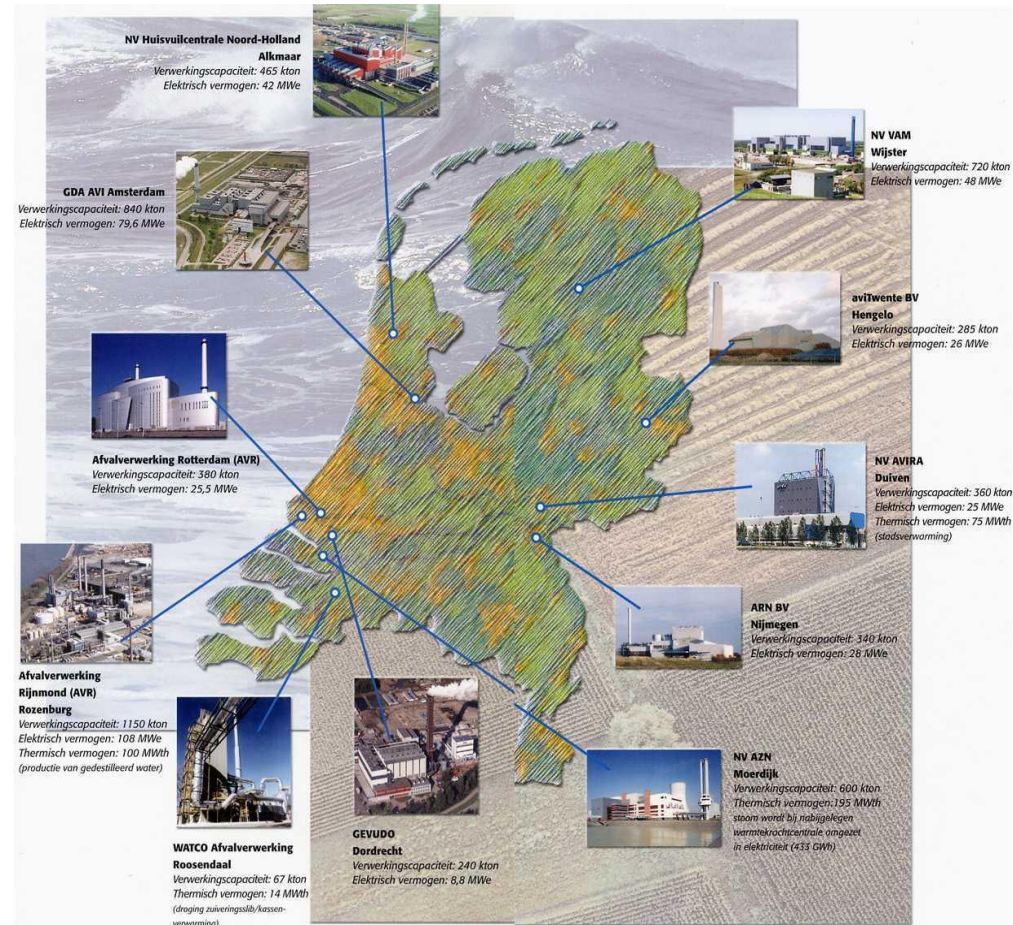 NV Huisvuilcentrale Noord-Holland
Alkmaar
Verwerkingscapaciteit: 465 kton
Elektrisch vermogen: 42 MWe
GDA AVI Amsterdam
Verwerkingscapaciteit: 840 kton
Elektrisch vermogen: 79,6 MWe
Afvalverwerking Rotterdam (AVR)
Verwerkingscapaciteit: 380 kton
Elektrisch vermogen: 25,5 MWe
Afvalverwerking
Rijnmond (AVR)
Rozenburg
Verwerkingscapaciteit: 1150 kton
Elektrisch vermogen: 108 MWe
Thermisch vermogen: 100 MWth
(productie van gedestilleerd water)
WATCO Afvalverwerking
Roosendaal
Verwerkingscapaciteit: 67 kton
Thermisch vermogen: 14 MWth
(droging zuiveringsslib/kassen-
verwarming)
GEVUDO
Dordrecht
Verwerkingscapaciteit: 240 kton
Elektrisch vermogen: 8,8 MWe
NV VAM
Wijster
Verwerkingscapaciteit: 720 kton
Elektrisch vermogen: 48 MWe
aviTwente BV
Hengelo
Verwerkingscapaciteit: 285 kton
Elektrisch vermogen: 26 MWe
NV AVIRA
Duiven
Verwerkingscapaciteit: 360 kton
Elektrisch vermogen: 25 MWe
Thermisch vermogen: 75 MWth
(stadsverwarming)
ARN BV
Nijmegen
Verwerkingscapaciteit: 340 kton
Elektrisch vermogen: 28 MWe
NV AZN
Moerdijk
Verwerkingscapaciteit: 600 kton
Thermisch vermogen:195 MWth
stoom wordt bij nabijgelegen
warmtekrachtcentrale omgezet
in elektriciteit (433 GWh)